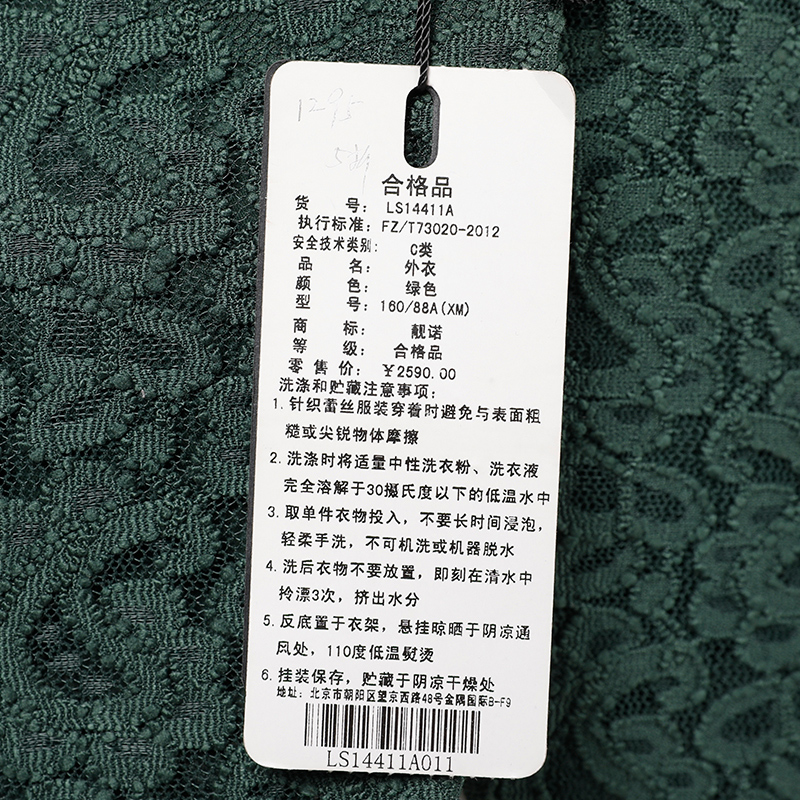 1295
合格品
货 号: LS14411A
执行标准: FZ/T73020-2012
安全技术类别: C类
品 名: 外衣
颜 色: 绿色
型 号: 160/88A(XM)
商 标: 靓诺
等 级: 合格品
零 售 价: ¥2590.00
洗涤和贮藏注意事项:
1. 针织蕾丝服装穿着时避免与表面粗
糙或尖锐物体摩擦
2. 洗涤时将适量中性洗衣粉、洗衣液
完全溶解于30摄氏度以下的低温水中
3. 取单件衣物投入，不要长时间浸泡，
轻柔手洗，不可机洗或机器脱水
4. 洗后衣物不要放置，即刻在清水中
拎漂3次，挤出水分
5. 反底置于衣架，悬挂晾晒于阴凉通
风处，110度低温熨烫
6. 挂装保存，贮藏于阴凉干燥处
地址: 北京市朝阳区望京西路48号金隅国际B-F9
LS14411A011